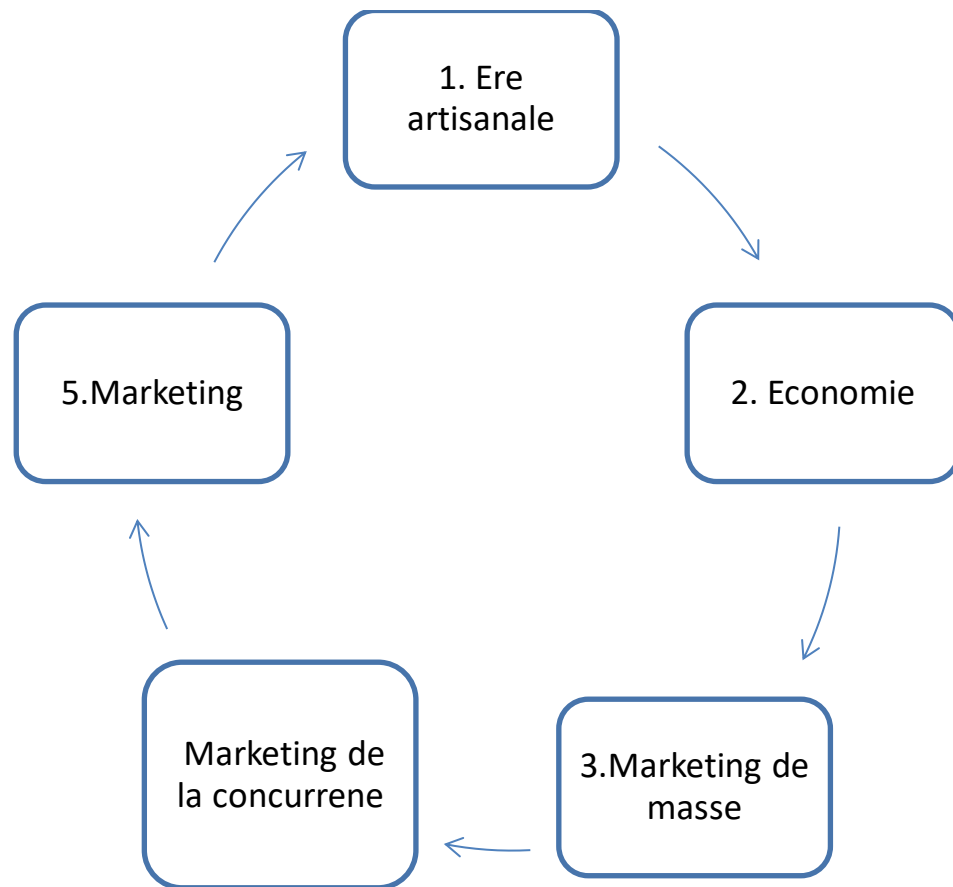 1. Ere
artisanale
2. Economie
3.Marketing de
masse
Marketing de
la concurrene
5.Marketing